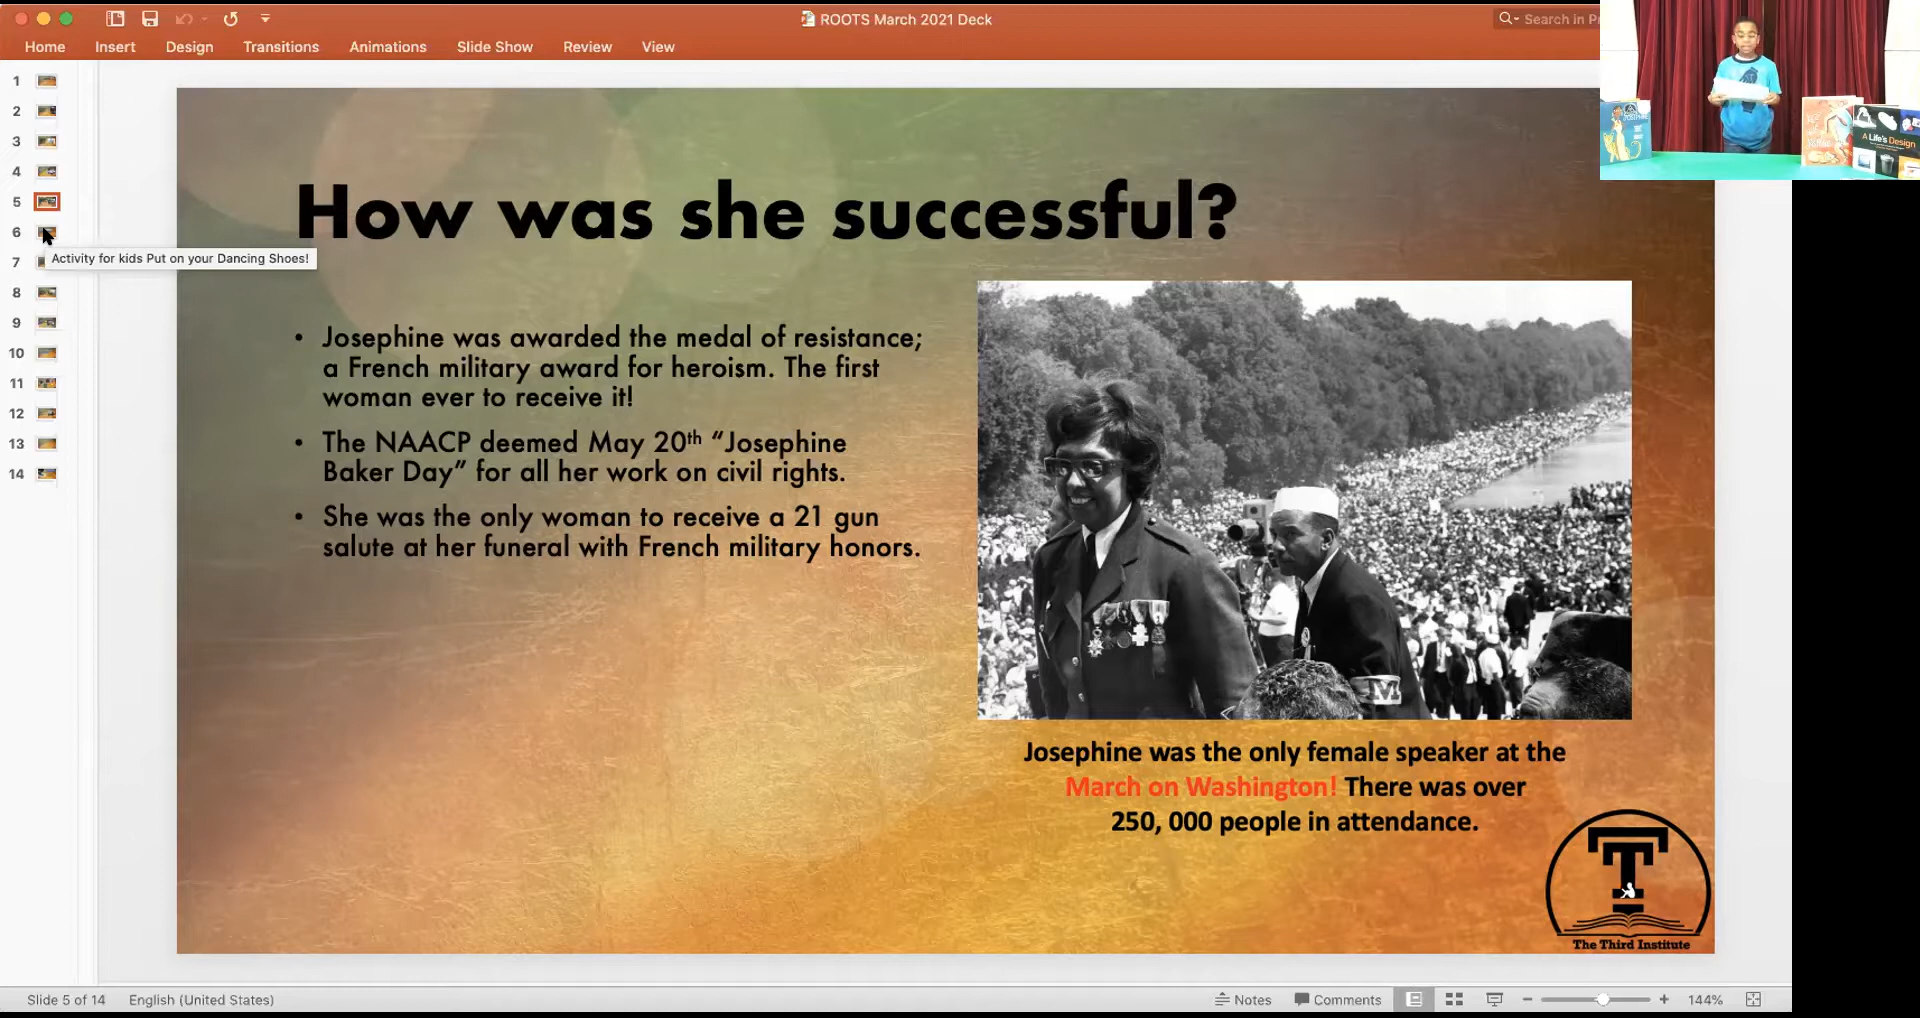 ROOTS March 2021 Deck
Search in Pr
Home Insert Design Transitions Animations Slide Show Review View
1
2
3
4
5
6
Activity for kids Put on your Dancing Shoes!
7
8
9
10
11
12
13
14
How was she successful?
• Josephine was awarded the medal of resistance;
a French military award for heroism. The first
woman ever to receive it!
• The NAACP deemed May 20th “Josephine
Baker Day” for all her work on civil rights.
• She was the only woman to receive a 21 gun
salute at her funeral with French military honors.
M
Josephine was the only female speaker at the
March on Washington! There was over
250, 000 people in attendance.
T
The Third Institute
A Life's Design
Slide 5 of 14 English (United States) Notes Comments 144%